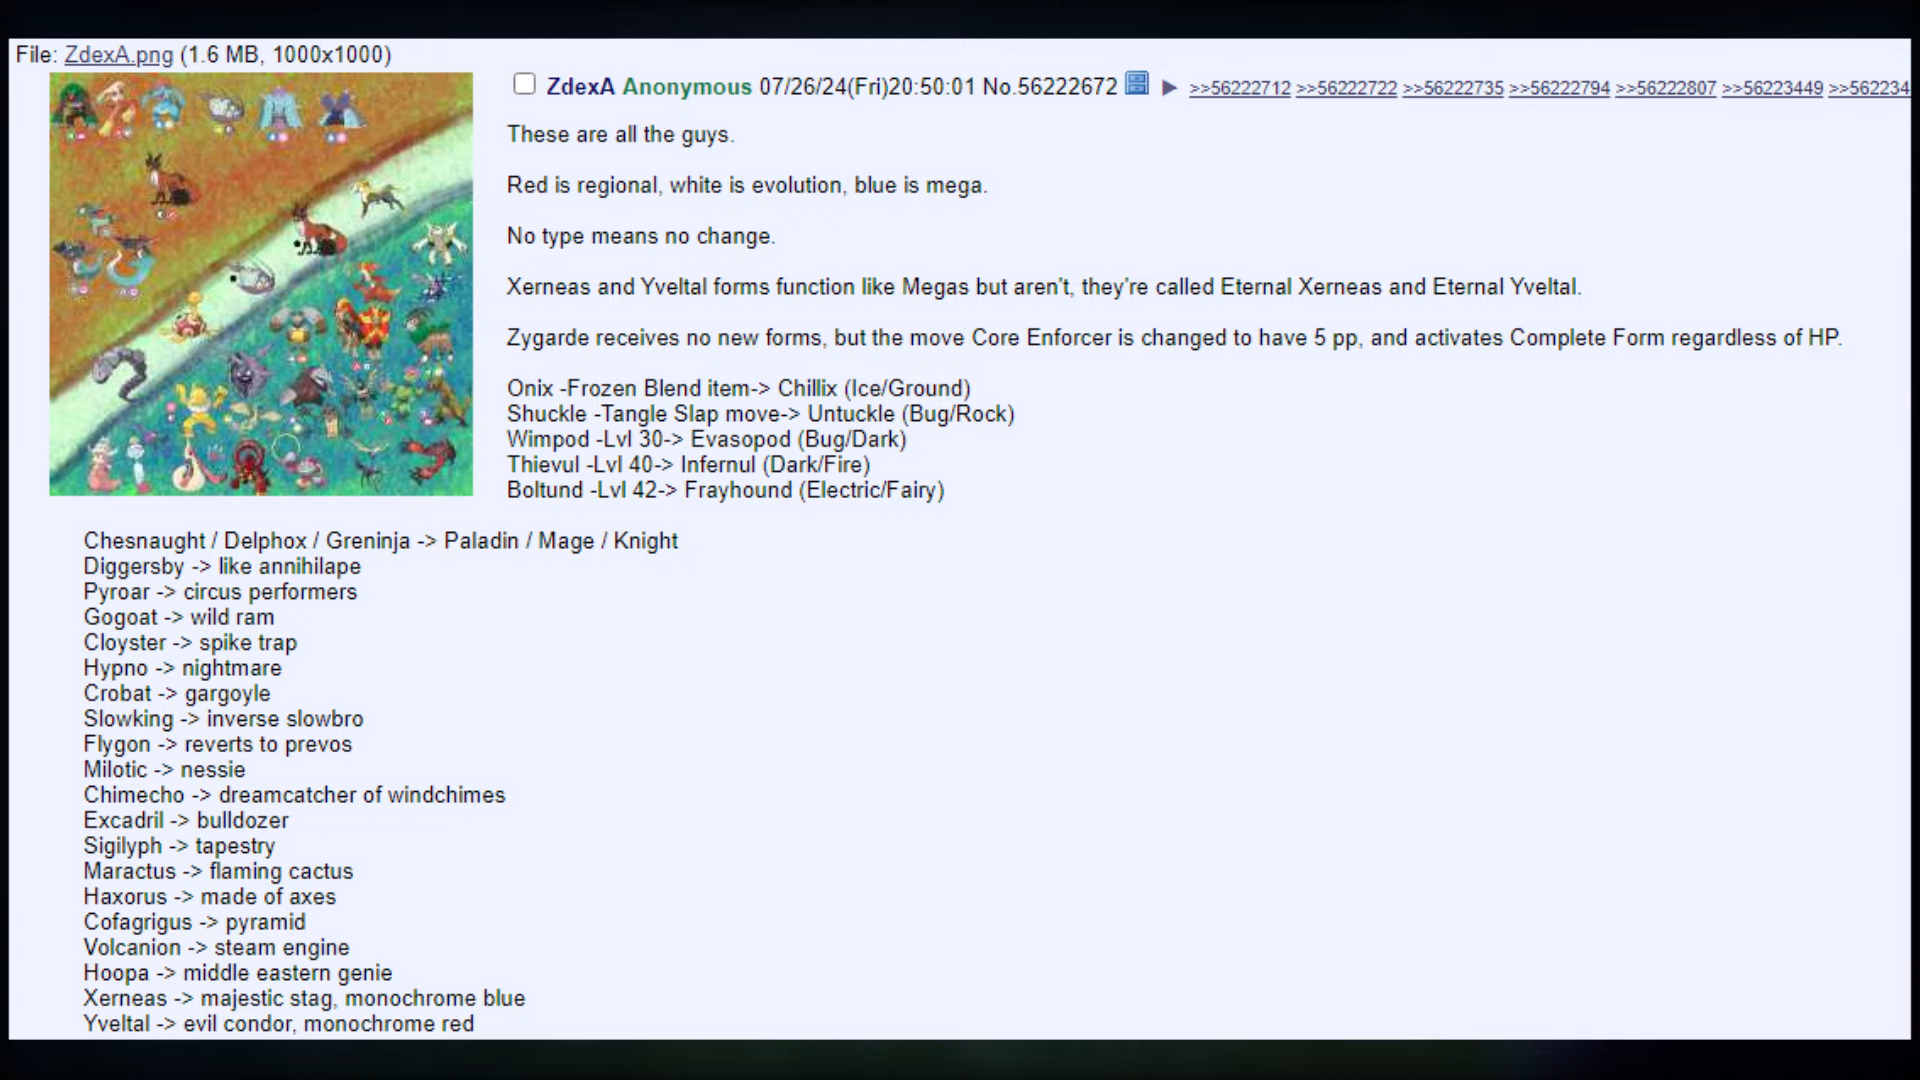 File: ZdexA.png (1.6 MB, 1000x1000)
ZdexA Anonymous 07/26/24(Fri)20:50:01 No.56222672 ▶ >>56222712 >>56222722 >>56222735 >>56222794 >>56222807 >>56223449 >>562234
These are all the guys.
Red is regional, white is evolution, blue is mega.
No type means no change.
Xerneas and Yveltal forms function like Megas but aren't, they're called Eternal Xerneas and Eternal Yveltal.
Zygarde receives no new forms, but the move Core Enforcer is changed to have 5 pp, and activates Complete Form regardless of HP.
Onix -Frozen Blend item-> Chillix (Ice/Ground)
Shuckle -Tangle Slap move-> Untuckle (Bug/Rock)
Wimpod -Lvl 30-> Evasopod (Bug/Dark)
Thievul -Lvl 40-> Infernul (Dark/Fire)
Boltund -Lvl 42-> Frayhound (Electric/Fairy)
Chesnaught / Delphox / Greninja -> Paladin / Mage / Knight
Diggersby -> like annihilape
Pyroar -> circus performers
Gogoat -> wild ram
Cloyster -> spike trap
Hypno -> nightmare
Crobat -> gargoyle
Slowking -> inverse slowbro
Flygon -> reverts to prevos
Milotic -> nessie
Chimecho -> dreamcatcher of windchimes
Excadril -> bulldozer
Sigilyph -> tapestry
Maractus -> flaming cactus
Haxorus -> made of axes
Cofagrigus -> pyramid
Volcanion -> steam engine
Hoopa -> middle eastern genie
Xerneas -> majestic stag, monochrome blue
Yveltal -> evil condor, monochrome red